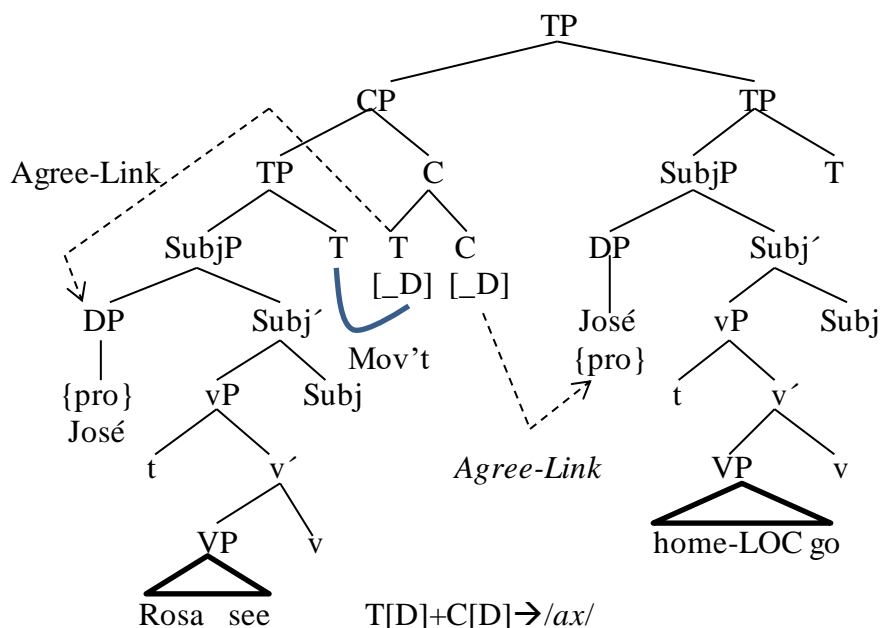 TP
CP TP
Agree-Link TP C SubjP T
SubjP T T C DP Subj´
[_D] [_D]
DP Subj´ José vP Subj
Mov’t {pro}
{pro} vP Subj t v´
José
t v´ Agree-Link VP v
VP v home-LOC go
Rosa see T[D]+C[D]→/ax/